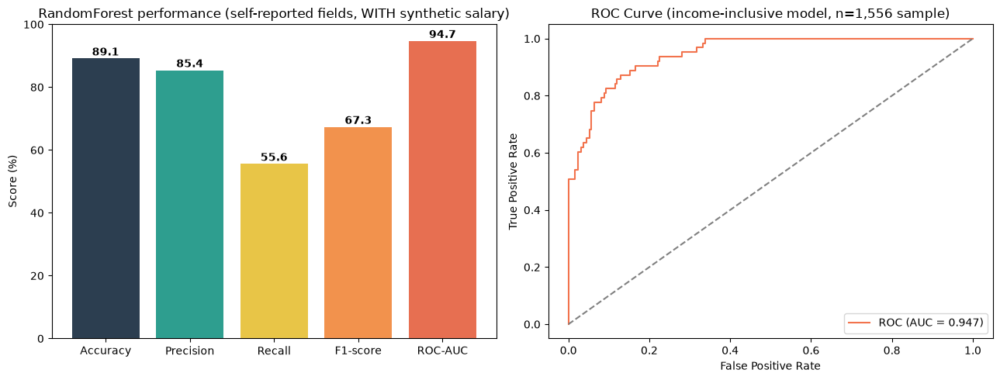 RandomForest performance (self-reported fields, WITH synthetic salary)
100
80
60
40
20
0
Score (%)
89.1
85.4
55.6
67.3
94.7
Accuracy
Precision
Recall
F1-score
ROC-AUC
ROC Curve (income-inclusive model, n=1,556 sample)
1.0
0.8
0.6
0.4
0.2
0.0
True Positive Rate
ROC (AUC = 0.947)
0.0
0.2
0.4
0.6
0.8
1.0
False Positive Rate